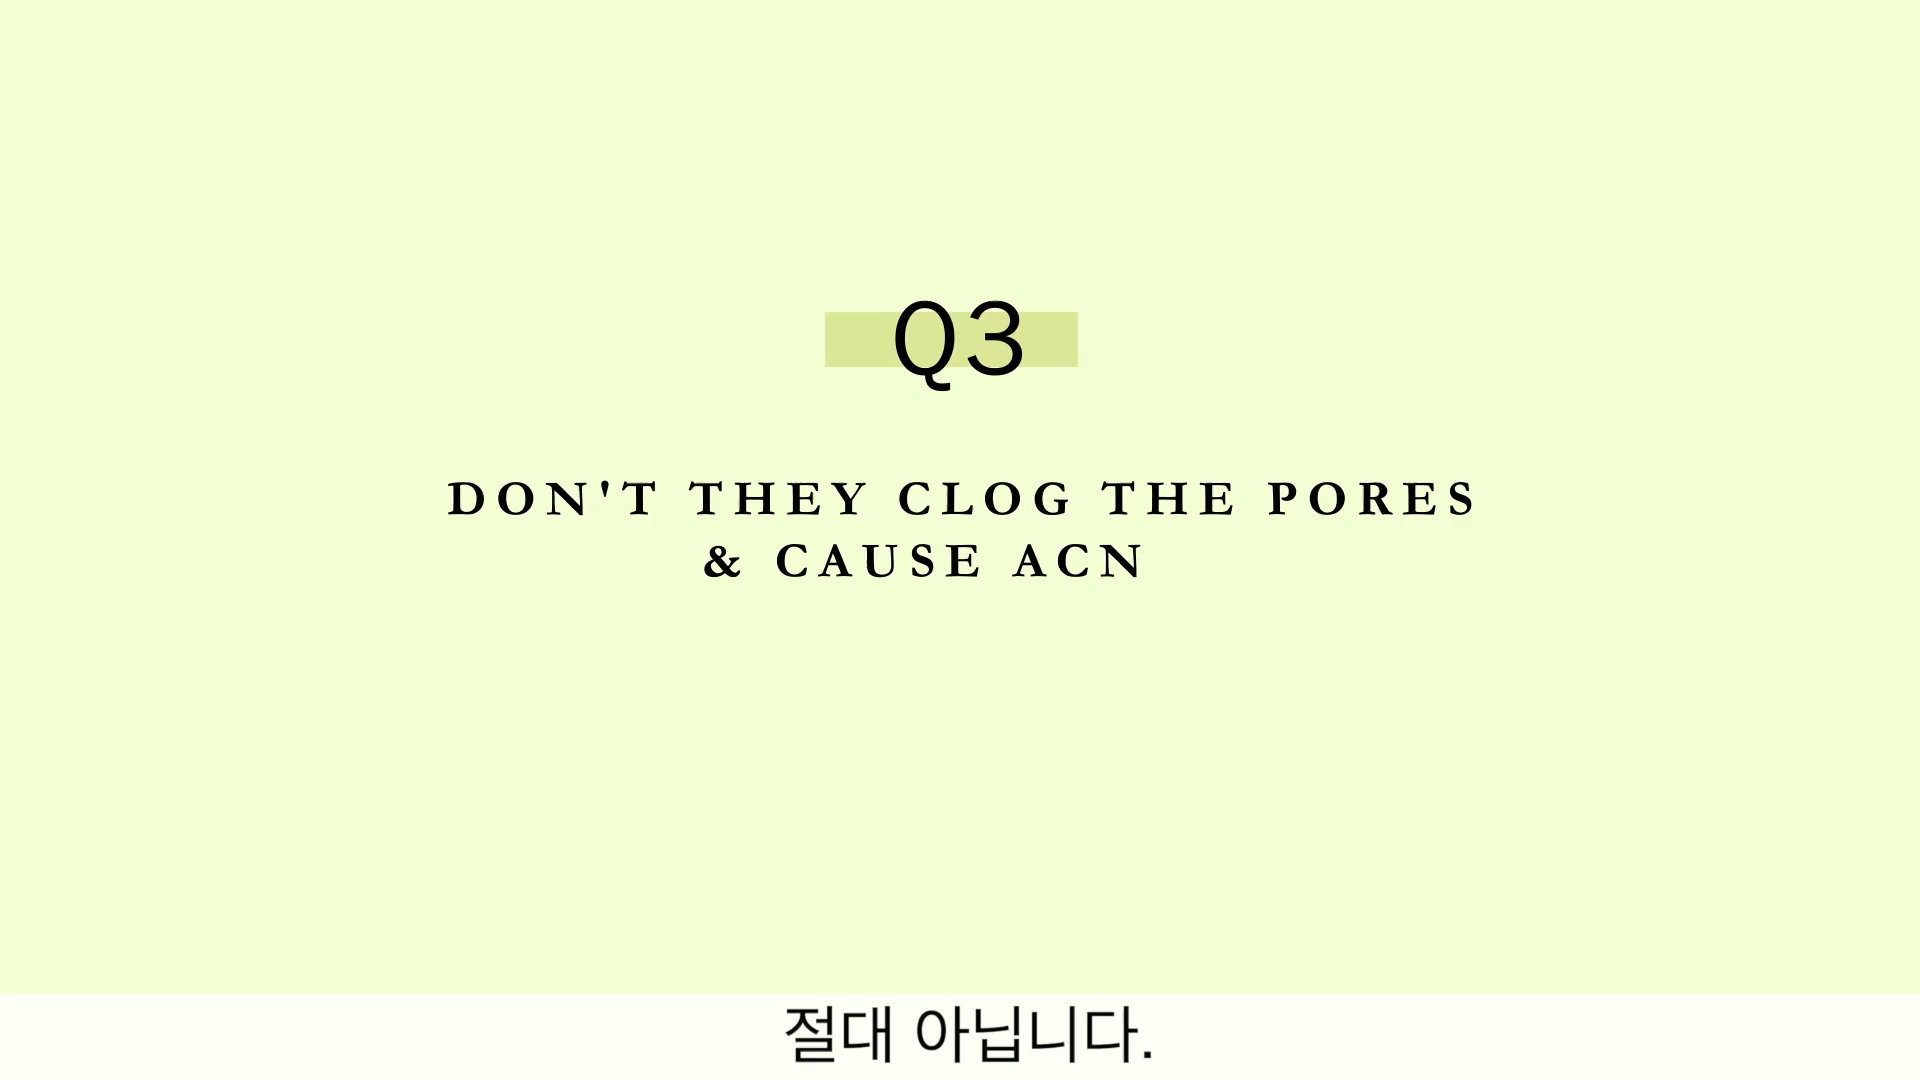 Q3
DON'T THEY CLOG THE PORES
& CAUSE ACN
절대 아닙니다.